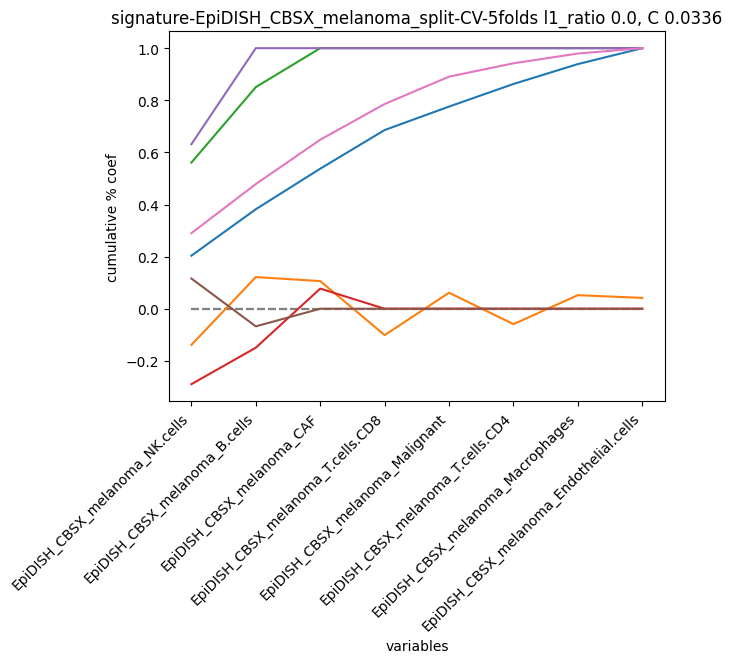 signature-EpiDISH_CBSX_melanoma_split-CV-5folds l1_ratio 0.0, C 0.0336
1.0
0.8
0.6
0.4
0.2
0.0
−0.2
cumulative % coef
EpiDISH_CBSX_melanoma_NK.cells
EpiDISH_CBSX_melanoma_B.cells
EpiDISH_CBSX_melanoma_CAF
EpiDISH_CBSX_melanoma_T.cells.CD8
EpiDISH_CBSX_melanoma_Malignant
EpiDISH_CBSX_melanoma_T.cells.CD4
EpiDISH_CBSX_melanoma_Macrophages
EpiDISH_CBSX_melanoma_Endothelial.cells
variables